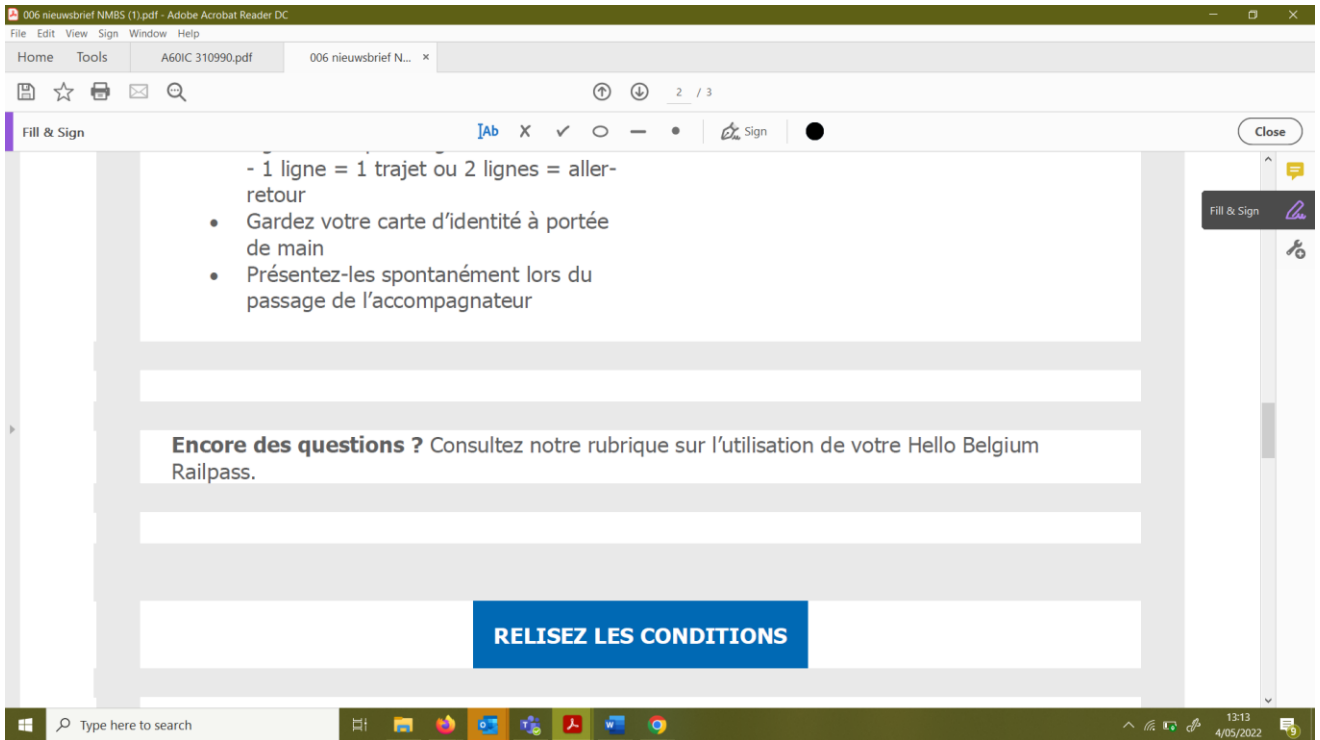 006 nieuwsbrief NMBS (1).pdf - Adobe Acrobat Reader DC
File Edit View Sign Window Help
Home Tools A60IC 310990.pdf 006 nieuwsbrief N... ×
2 / 3
Fill & Sign Ab Sign Close
- 1 ligne = 1 trajet ou 2 lignes = aller-
retour
• Gardez votre carte d'identité à portée
de main
• Présentez-les spontanément lors du
passage de l'accompagnateur
Fill & Sign
Encore des questions ? Consultez notre rubrique sur l'utilisation de votre Hello Belgium
Railpass.
RELISEZ LES CONDITIONS
Type here to search
13:13
4/05/2022
9